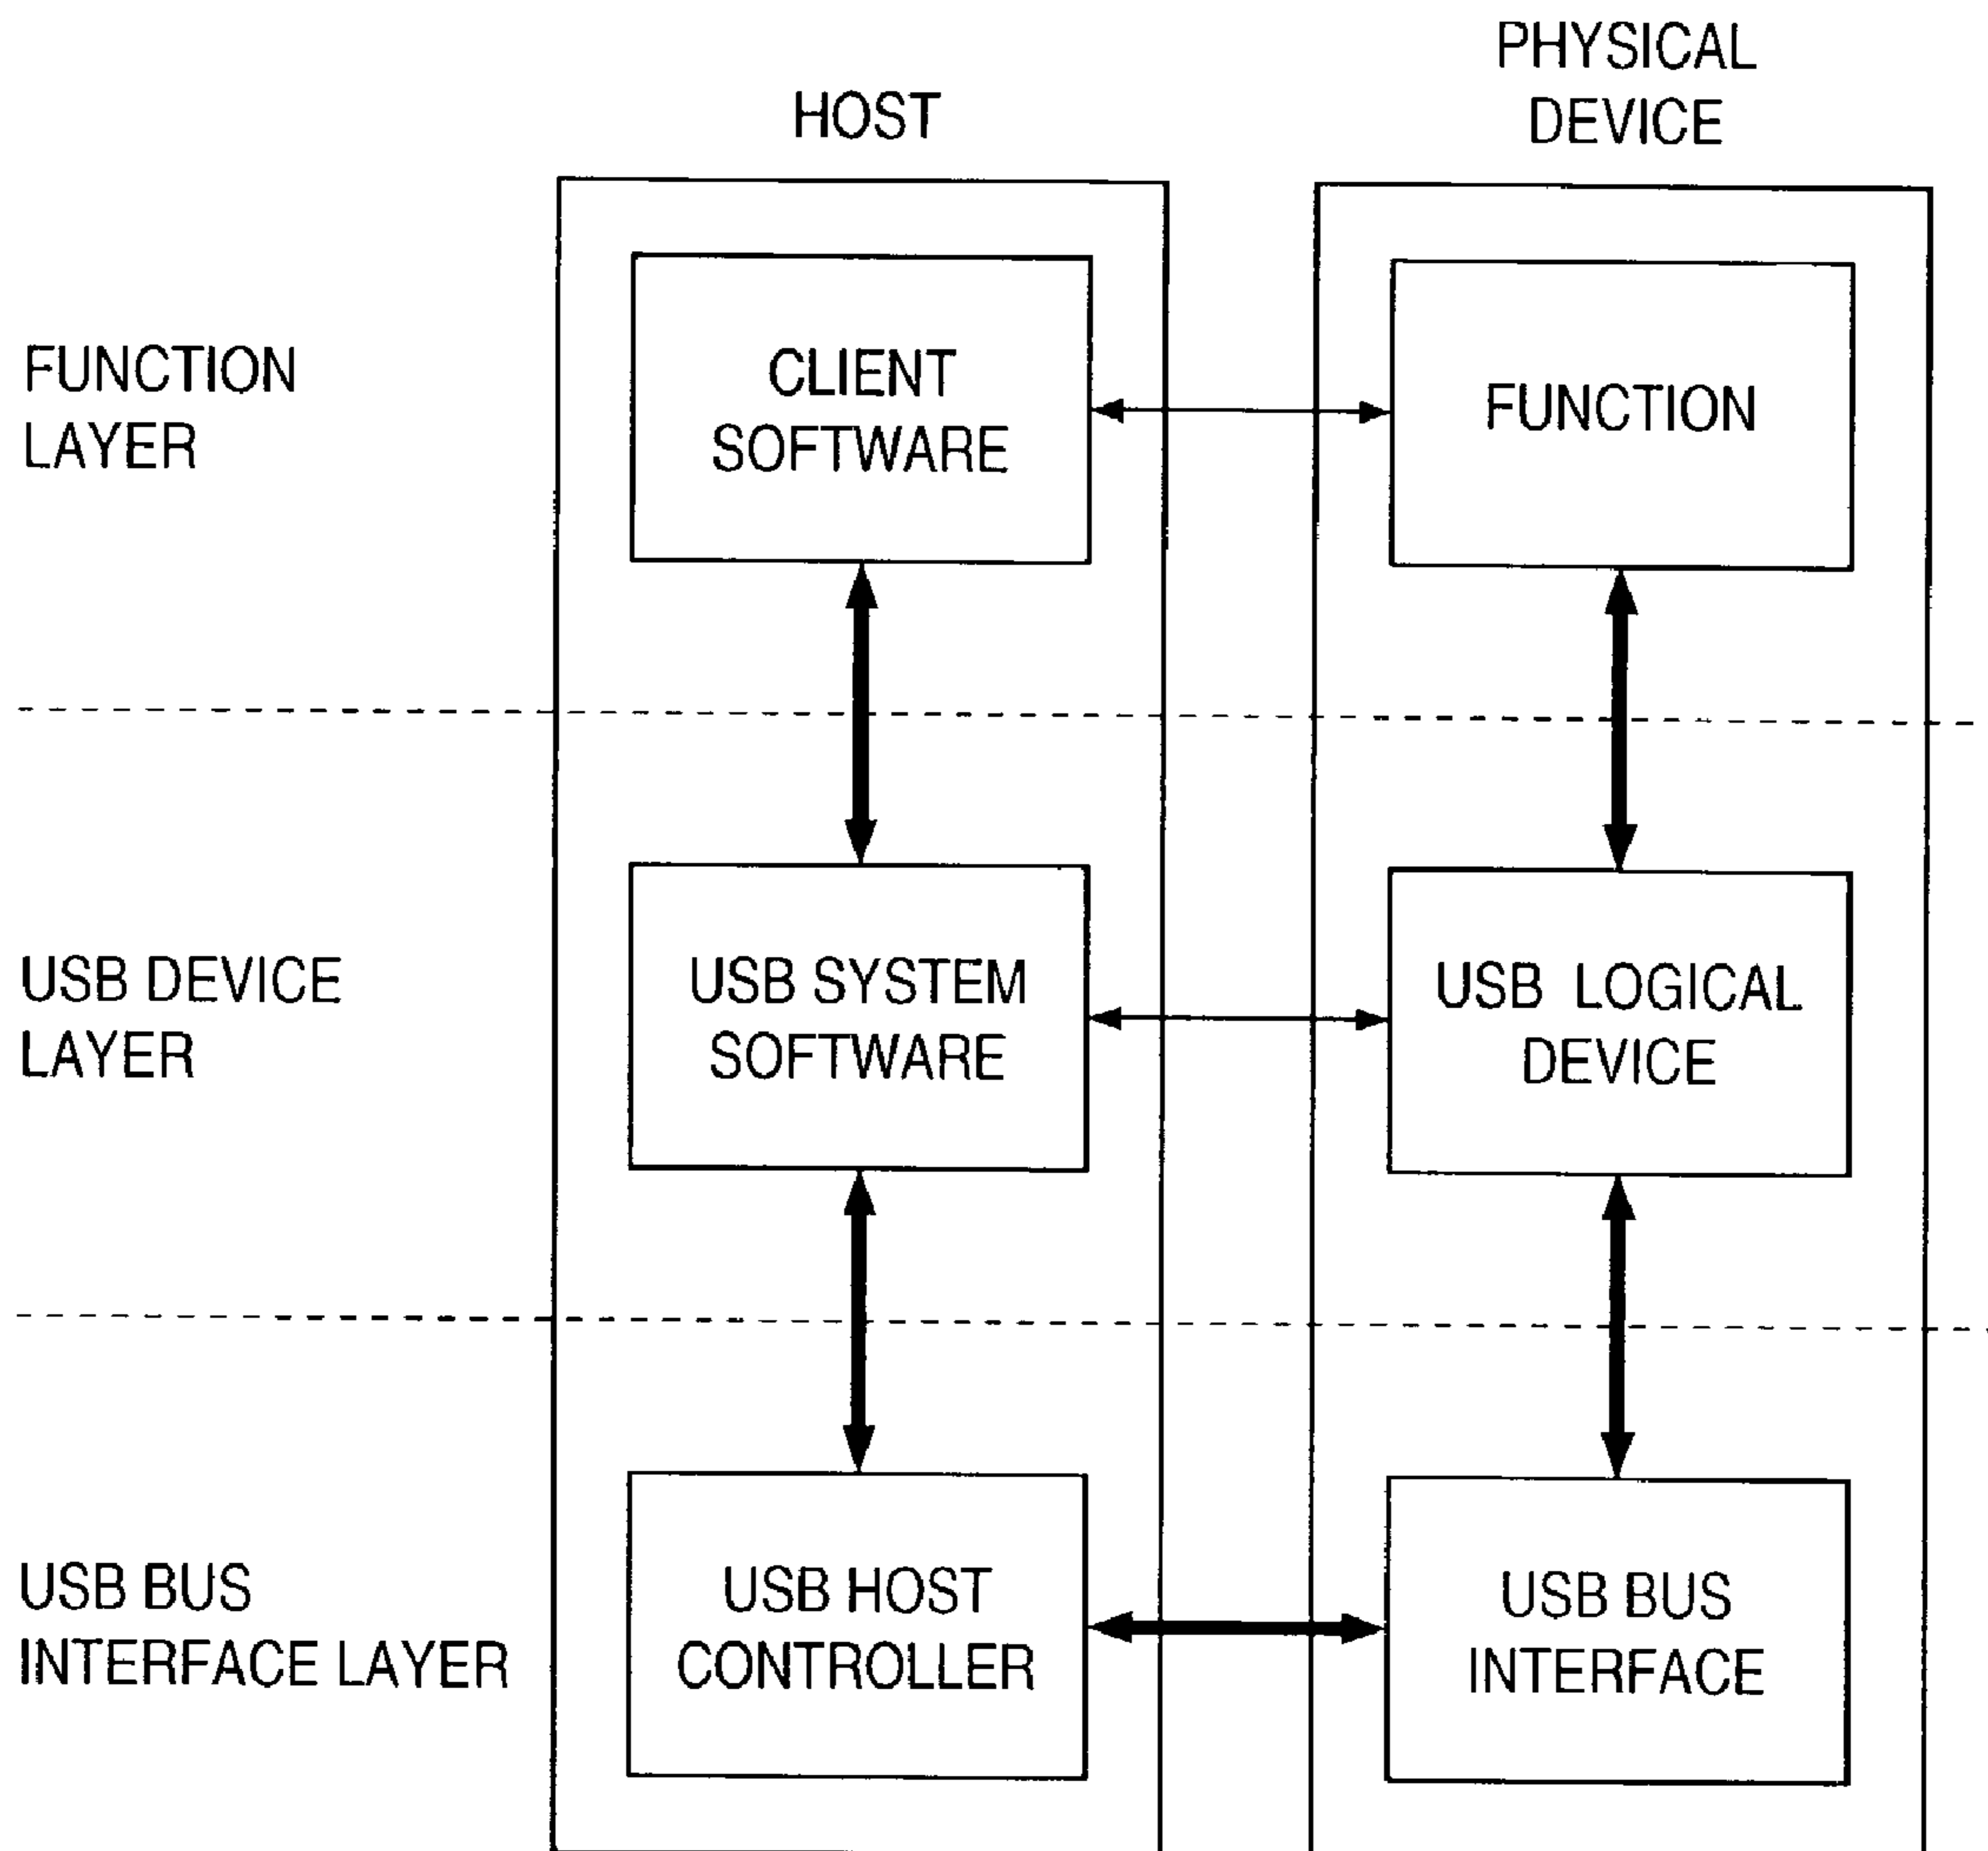 HOST
PHYSICAL
DEVICE
FUNCTION
LAYER
CLIENT
SOFTWARE
FUNCTION
USB DEVICE
LAYER
USB SYSTEM
SOFTWARE
USB LOGICAL
DEVICE
USB BUS
INTERFACE LAYER
USB HOST
CONTROLLER
USB BUS
INTERFACE